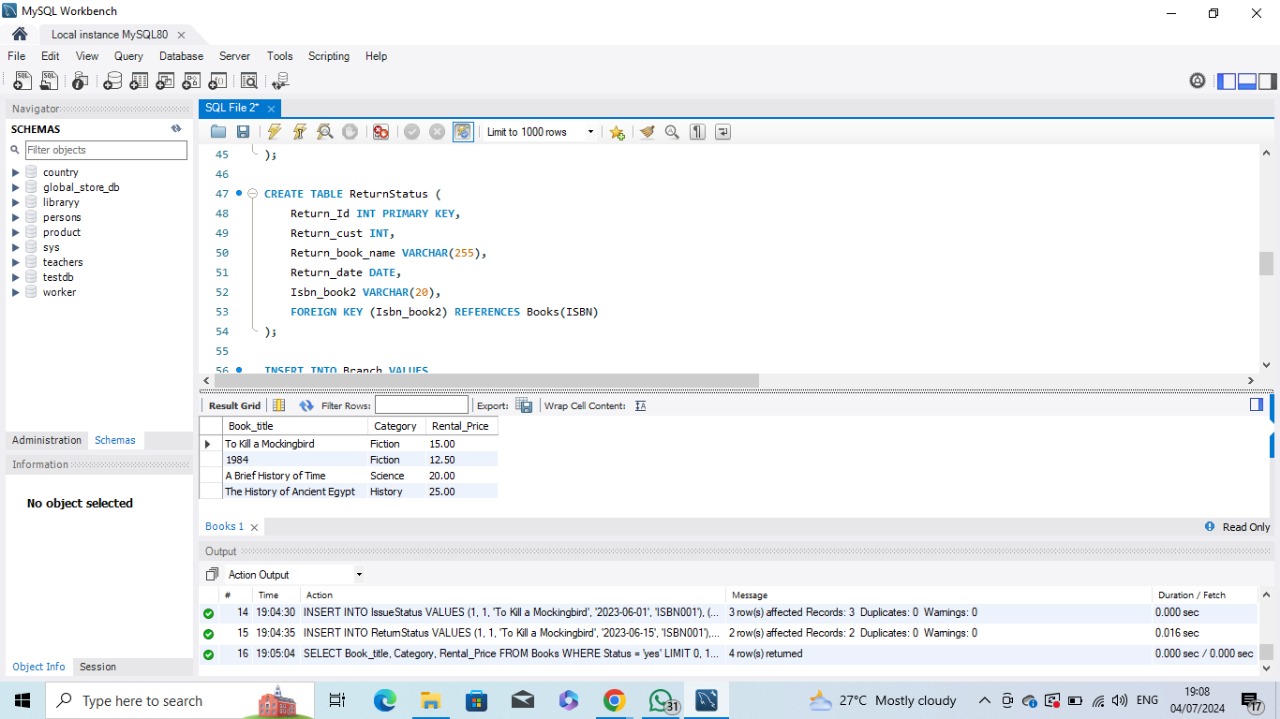 MySQL Workbench
Local instance MySQL80
File Edit View Query Database Server Tools Scripting Help
Navigator
SQL File 2*
SCHEMAS
Limit to 1000 rows
Filter objects
country
global_store_db
libraryy
persons
product
sys
teachers
testdb
worker
45 );
46
47 CREATE TABLE ReturnStatus (
48 Return_Id INT PRIMARY KEY,
49 Return_cust INT,
50 Return_book_name VARCHAR(255),
51 Return_date DATE,
52 Isbn_book2 VARCHAR(20),
53 FOREIGN KEY (Isbn_book2) REFERENCES Books(ISBN)
54 );
55
56 INSERT INTO Branch VALUES
Result Grid Filter Rows: Export: Wrap Cell Content:
Book_title Category Rental_Price
To Kill a Mockingbird Fiction 15.00
1984 Fiction 12.50
A Brief History of Time Science 20.00
The History of Ancient Egypt History 25.00
Administration Schemas
Information
No object selected
Books 1
Read Only
Output
Action Output
# Time Action Message Duration / Fetch
14 19:04:30 INSERT INTO IssueStatus VALUES (1, 1, 'To Kill a Mockingbird', '2023-06-01', 'ISBN001'), (... 3 row(s) affected Records: 3 Duplicates: 0 Warnings: 0 0.000 sec
15 19:04:35 INSERT INTO ReturnStatus VALUES (1, 1, 'To Kill a Mockingbird', '2023-06-15', 'ISBN001'),... 2 row(s) affected Records: 2 Duplicates: 0 Warnings: 0 0.016 sec
16 19:05:04 SELECT Book_title, Category, Rental_Price FROM Books WHERE Status = 'yes' LIMIT 0, 1... 4 row(s) returned 0.000 sec / 0.000 sec
Object Info Session
Type here to search
31
27°C Mostly cloudy
ENG
19:08
04/07/2024
17